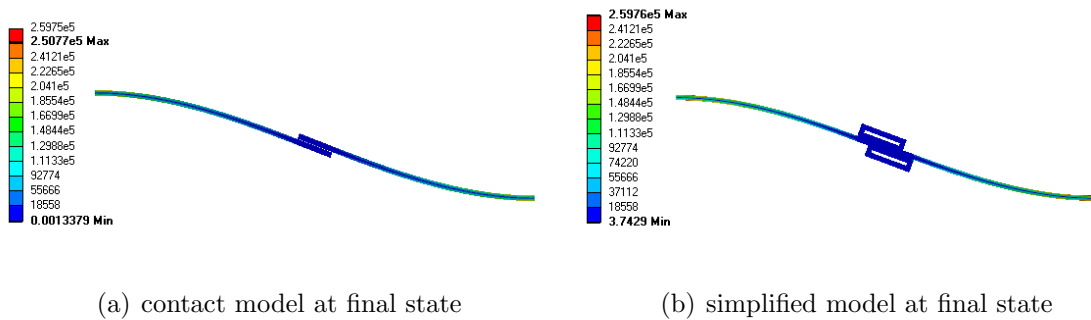 2.5975e5
2.5077e5 Max
2.4121e5
2.2265e5
2.041e5
1.8554e5
1.6699e5
1.4844e5
1.2988e5
1.1133e5
92774
55666
18558
0.0013379 Min
2.5976e5 Max
2.4121e5
2.2265e5
2.041e5
1.8554e5
1.6699e5
1.4844e5
1.2988e5
1.1133e5
92774
74220
55666
37112
18558
3.7429 Min
(a) contact model at final state
(b) simplified model at final state